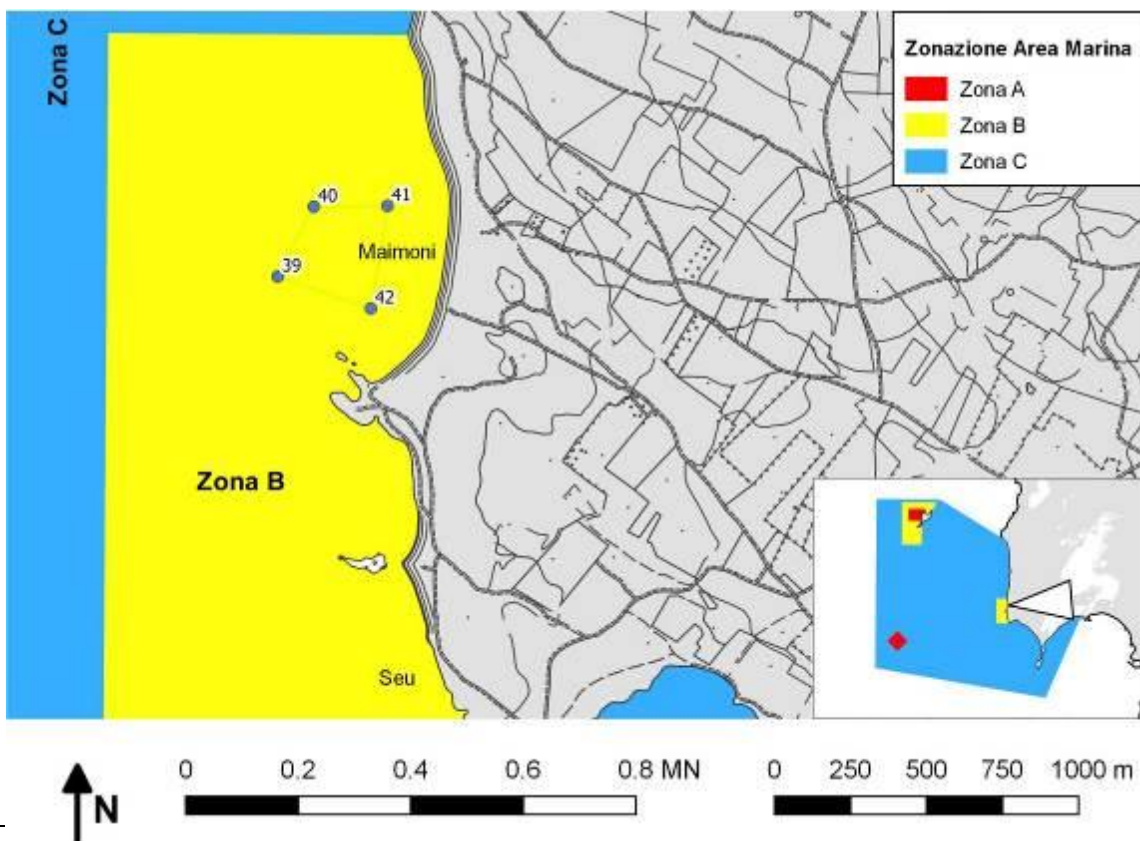 Zona C
Zonazione Area Marina
Zona A
Zona B
Zona C
40
41
Maimoni
39
42
Zona B
Seu
0 0.2 0.4 0.6 0.8 MN
0 250 500 750 1000 m
N